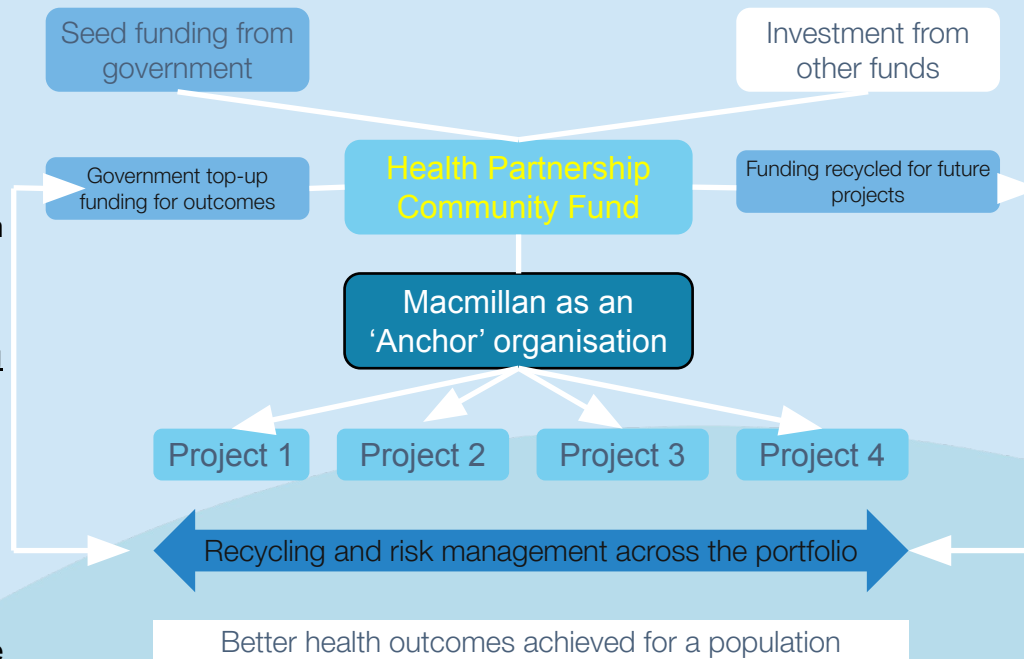 Seed funding from
government
Investment from
other funds
Government top-up
funding for outcomes
Health Partnership
Community Fund
Funding recycled for future
projects
Macmillan as an
‘Anchor’ organisation
Project 1
Project 2
Project 3
Project 4
Recycling and risk management across the portfolio
Better health outcomes achieved for a population